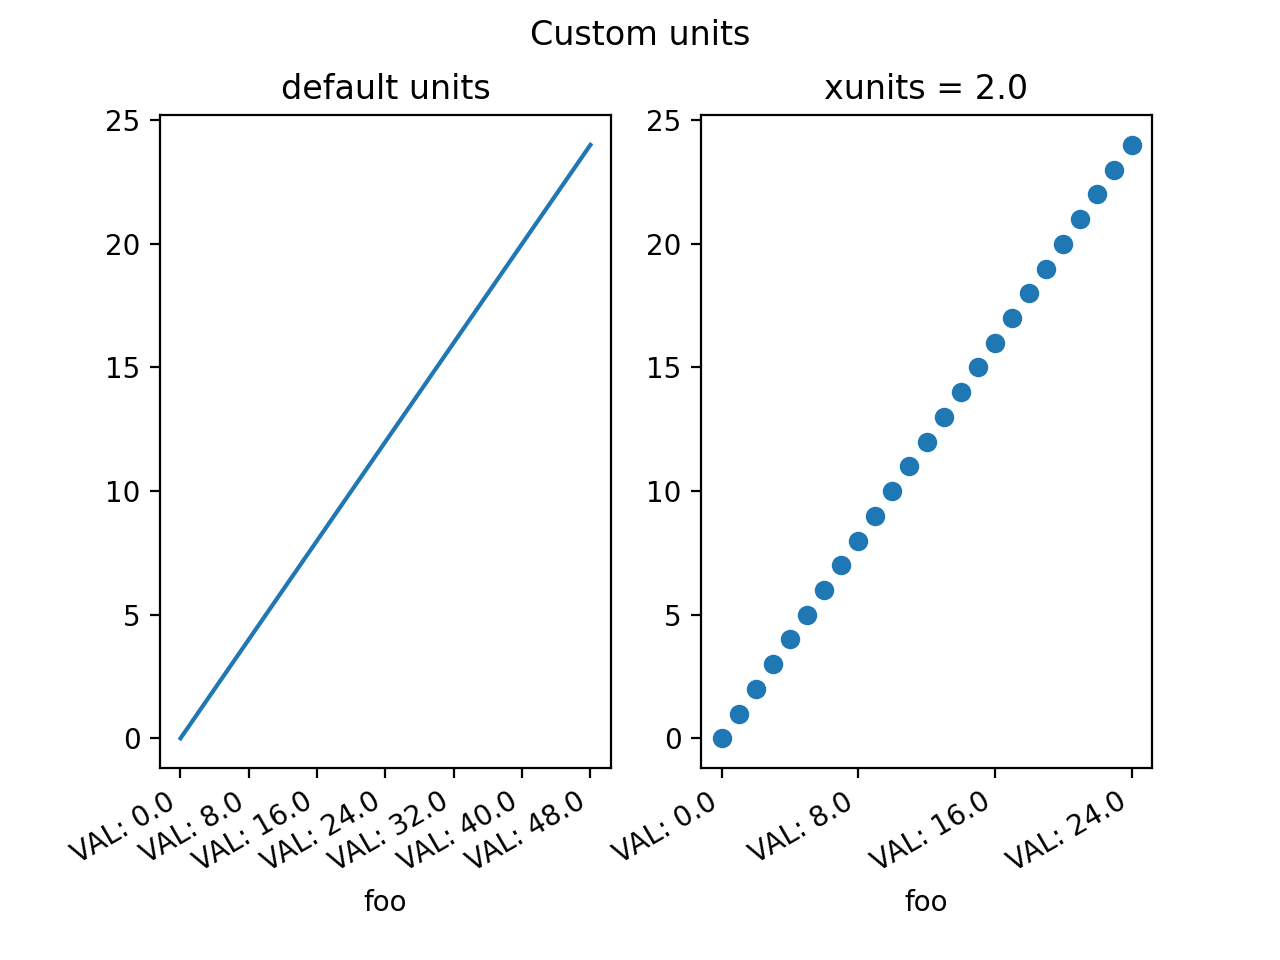 Custom units
default units
25
20
15
10
5
0
VAL: 0.0
VAL: 8.0
VAL: 16.0
VAL: 24.0
VAL: 32.0
VAL: 40.0
VAL: 48.0
foo
xunits = 2.0
25
20
15
10
5
0
VAL: 0.0
VAL: 8.0
VAL: 16.0
VAL: 24.0
foo